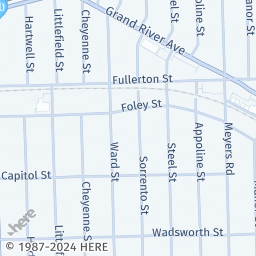 Hartwell St
Littlefield St
Cheyenne St
Grand River Ave
Fullerton St
Foley St
Ward St
Sorrento St
Steel St
Appoline St
Meyers Rd
Capitol St
Cheyenne S
Wadsworth St
here
© 1987-2024 HERE